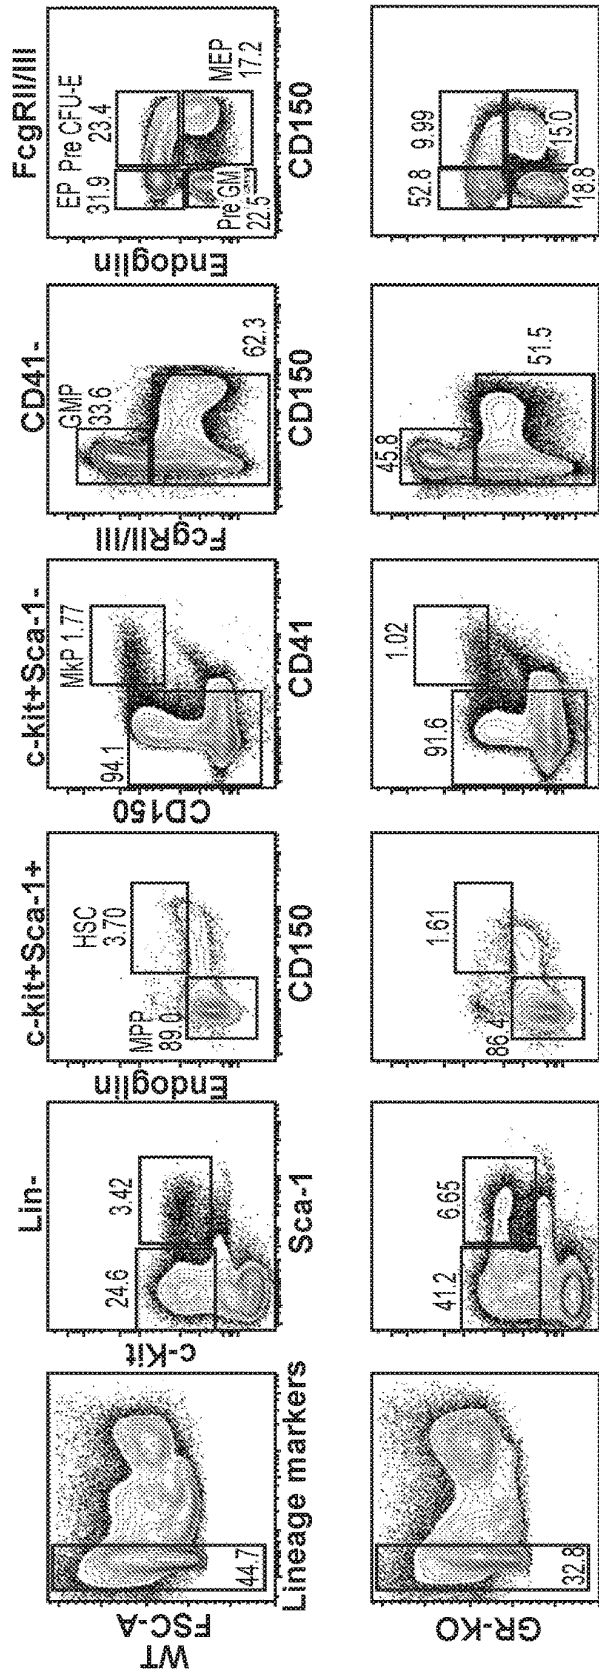 WT
FSC-A
44.7
Lineage markers
Lin-
c-Kit
24.6
3.42
Sca-1
c-Kit+Sca-1+
Endoglin
MPP
89.0
HSC
3.70
CD150
c-Kit+Sca-1-
CD150
94.1
MkP 1.77
CD41
CD41-
FcgRII/III
GMP
33.6
62.3
CD150
FcgRII/III
Endoglin
EP Pre CFU-E
31.9 23.4
MEP
17.2
Pre GM
22.5
CD150
GR-KO
32.8
41.2
6.65
86.4
1.61
91.6
1.02
45.8
51.5
52.8
9.99
15.0
18.8